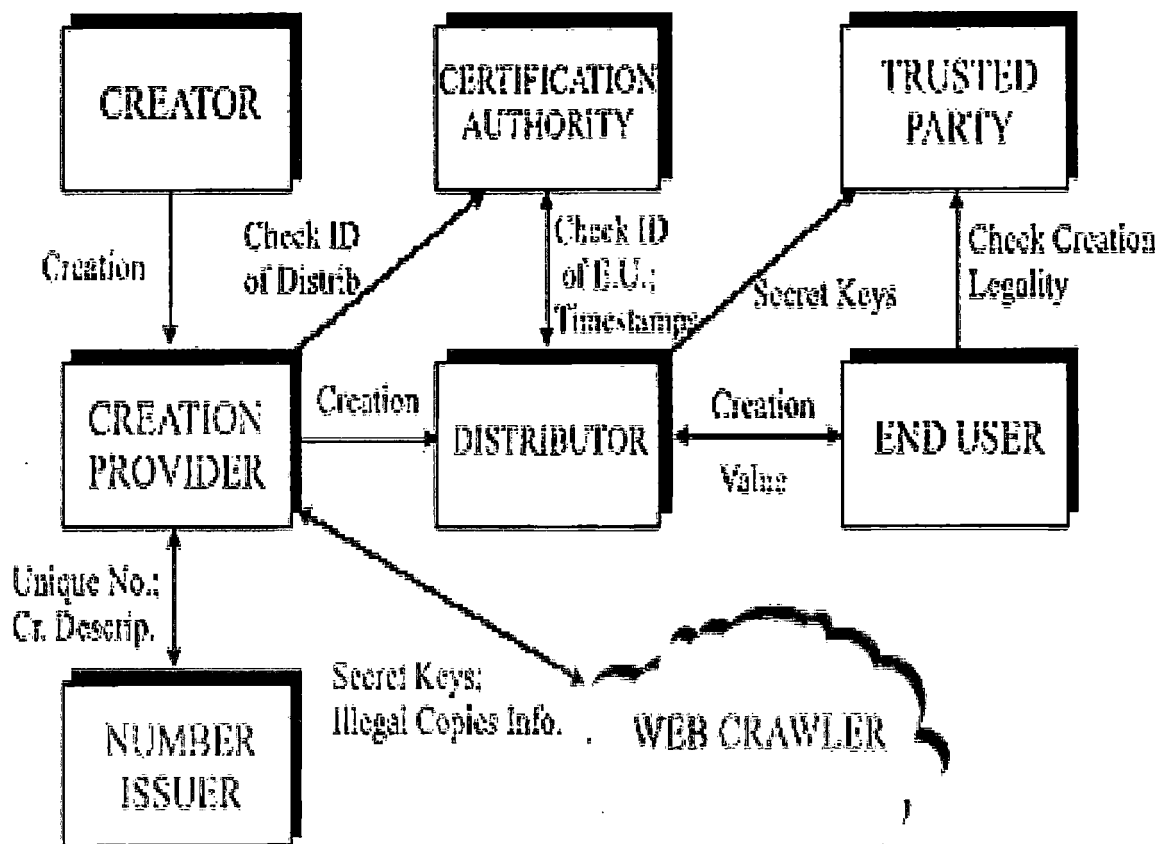 CREATOR
CERTIFICATION
AUTHORITY
TRUSTED
PARTY
Creation
Check ID
of Distrib.
Check ID
of E.U.;
Timestamps
Secret Keys
Check Creation
Legality
CREATION
PROVIDER
Creation
DISTRIBUTOR
Creation
Value
END USER
Unique No.;
Cr. Descrip.
Secret Keys;
Illegal Copies Info.
NUMBER
ISSUER
WEB CRAWLER